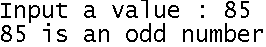 Input a value : 85
85 is an odd number